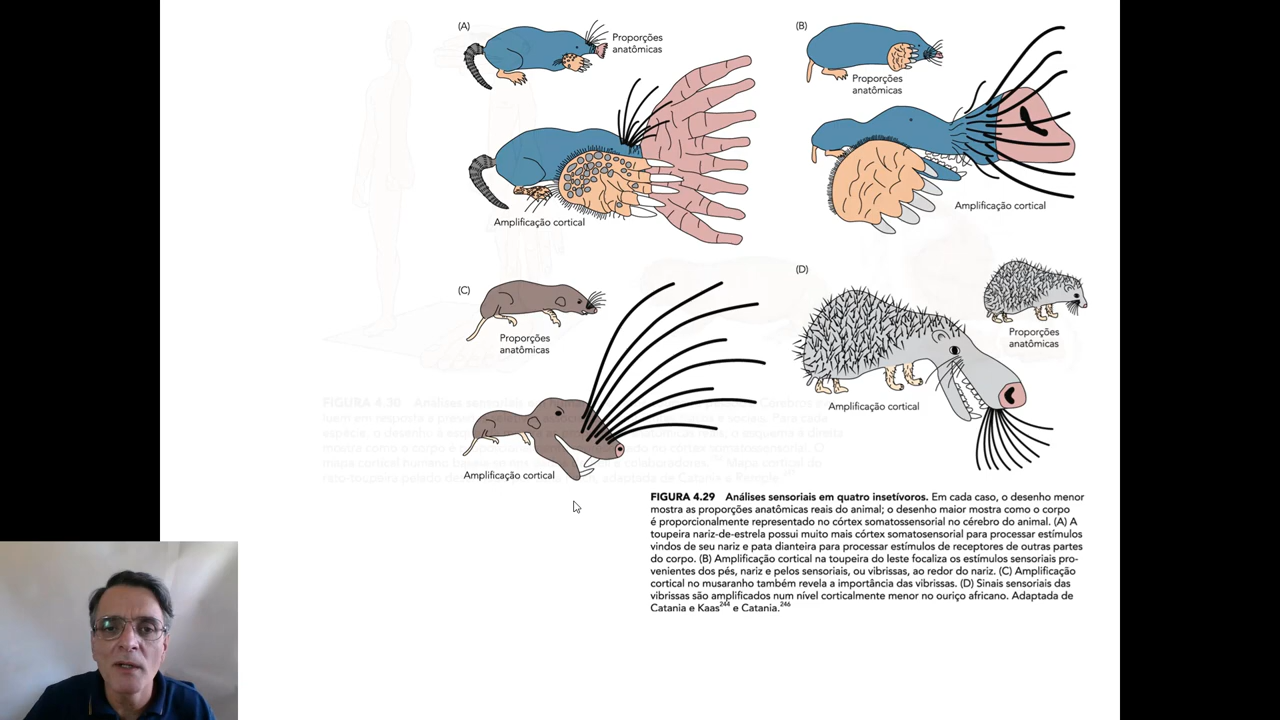 (A)
Proporções
anatômicas
Amplificação cortical
(B)
Proporções
anatômicas
Amplificação cortical
(C)
Proporções
anatômicas
Amplificação cortical
(D)
Proporções
anatômicas
Amplificação cortical
FIGURA 4.30 Análises sensoriais
FIGURA 4.29 Análises sensoriais em quatro insetívoros. Em cada caso, o desenho menor
mostra as proporções anatômicas reais do animal; o desenho maior mostra como o corpo
é proporcionalmente representado no córtex somatossensorial no cérebro do animal. (A) A
toupeira nariz-de-estrela possui muito mais córtex somatosensorial para processar estímulos
vindos de seu nariz e pata dianteira para processar estímulos de receptores de outras partes
do corpo. (B) Amplificação cortical na toupeira do leste focaliza os estímulos sensoriais pro-
venientes dos pés, nariz e pelos sensoriais, ou vibrissas, ao redor do nariz. (C) Amplificação
cortical no musaranho também revela a importância das vibrissas. (D) Sinais sensoriais das
vibrissas são amplificados num nível corticalmente menor no ouriço africano. Adaptada de
Catania e Kaas244 e Catania.246